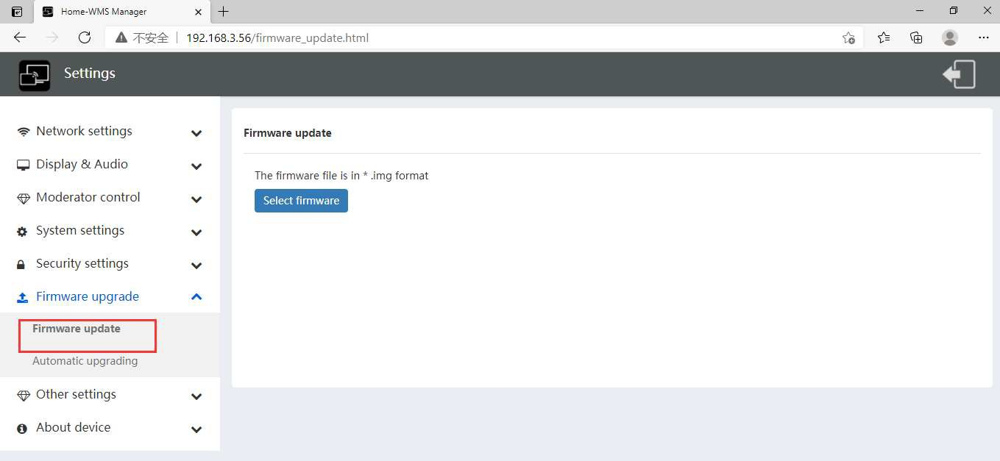 Home-WMS Manager
不安全 192.168.3.56/firmware_update.html
Settings
Network settings
Display & Audio
Moderator control
System settings
Security settings
Firmware upgrade
Firmware update
Automatic upgrading
Other settings
About device
Firmware update
The firmware file is in * .img format
Select firmware